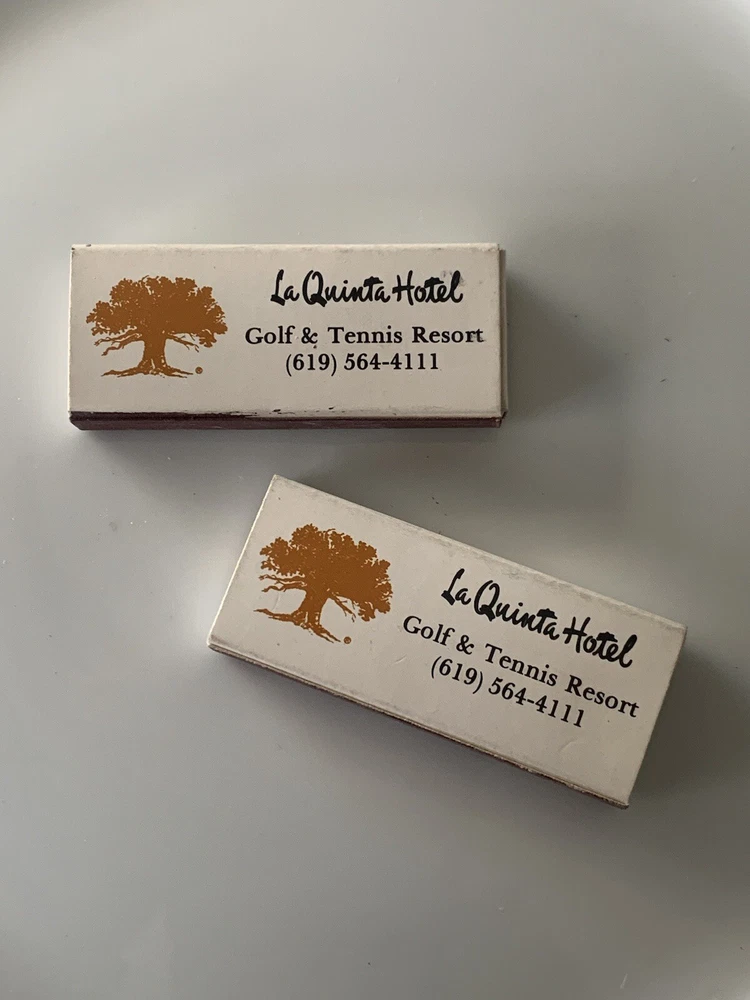 La Quinta Hotel
Golf & Tennis Resort
(619) 564-4111
®
La Quinta Hotel
Golf & Tennis Resort
(619) 564-4111
®